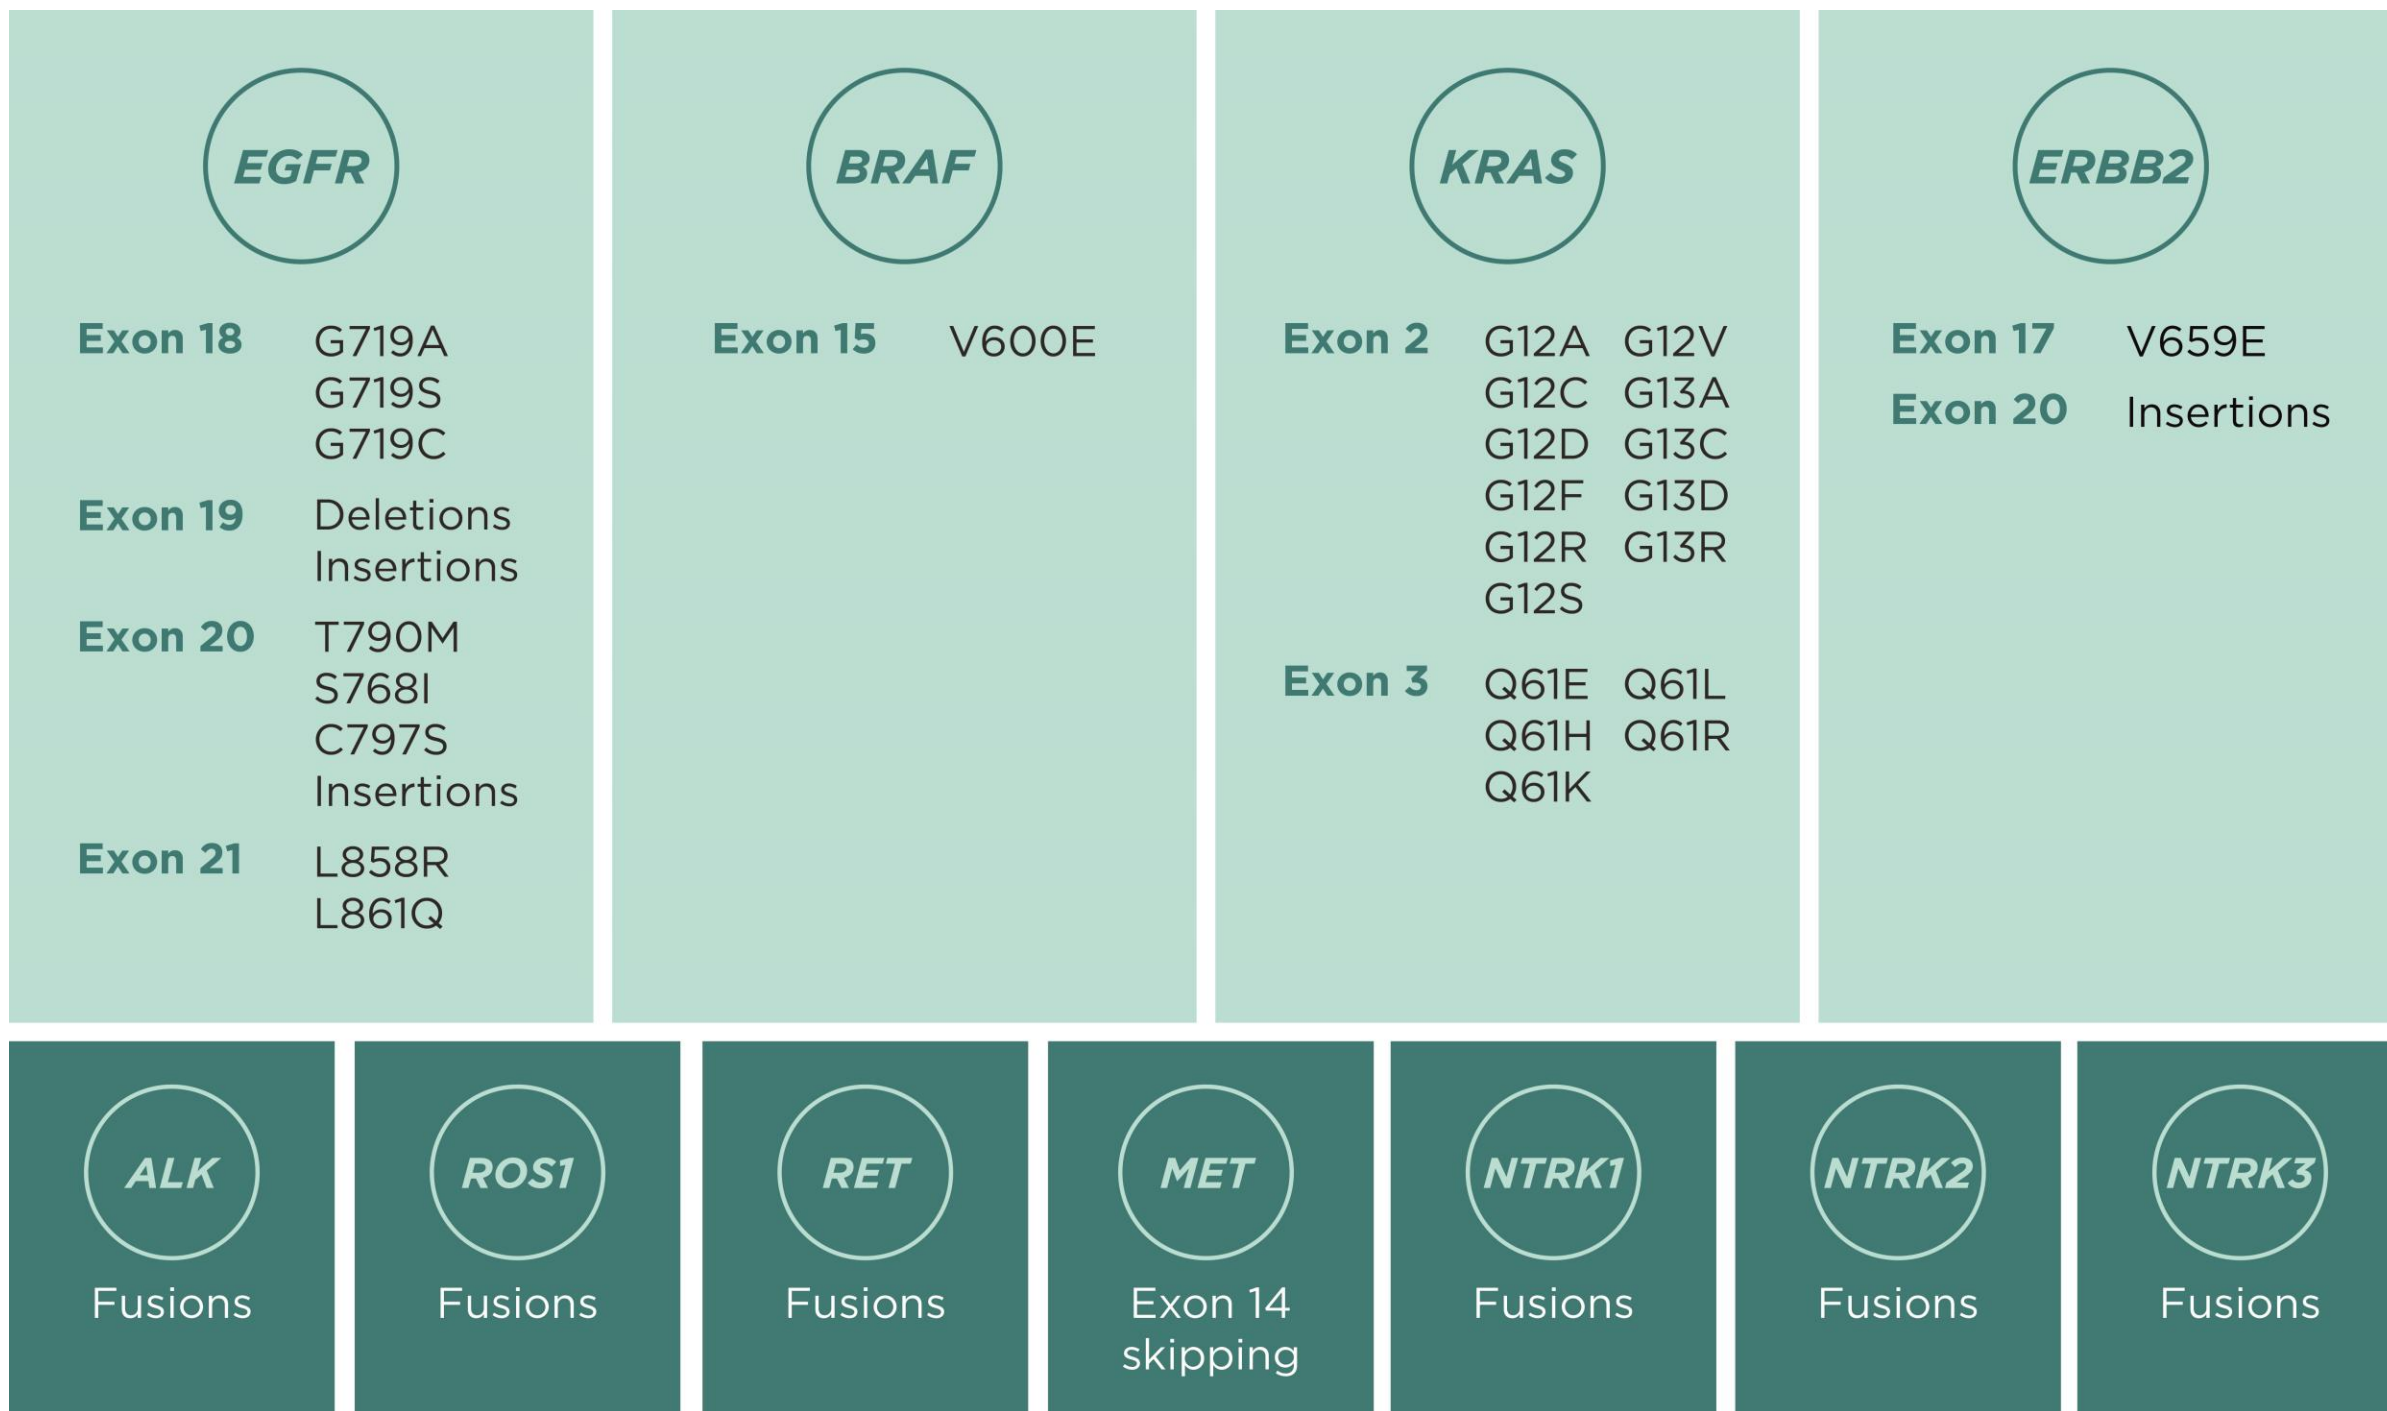 EGFR
Exon 18 G719A
G719S
G719C
Exon 19 Deletions
Insertions
Exon 20 T790M
S768I
C797S
Insertions
Exon 21 L858R
L861Q
BRAF
Exon 15 V600E
KRAS
Exon 2 G12A G12V
G12C G13A
G12D G13C
G12F G13D
G12R G13R
G12S
Exon 3 Q61E Q61L
Q61H Q61R
Q61K
ERBB2
Exon 17 V659E
Exon 20 Insertions
ALK
Fusions
ROS1
Fusions
RET
Fusions
MET
Exon 14
skipping
NTRK1
Fusions
NTRK2
Fusions
NTRK3
Fusions